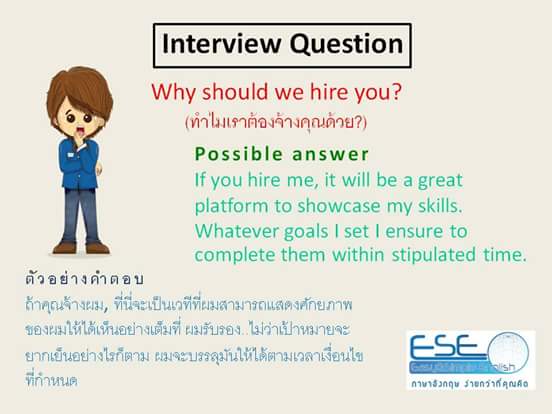 Interview Question
Why should we hire you?
(ทำไมเราต้องจ้างคุณด้วย?)
Possible answer
If you hire me, it will be a great
platform to showcase my skills.
Whatever goals I set I ensure to
complete them within stipulated time.
ตัวอย่างคำตอบ
ถ้าคุณจ้างผม, ที่นี่จะเป็นเวทีที่ผมสามารถแสดงศักยภาพ
ของผมให้ได้เห็นอย่างเต็มที่ ผมรับรอง..ไม่ว่าเป้าหมายจะ
ยากเย็นอย่างไรก็ตาม ผมจะบรรลุมันให้ได้ตามเวลาเงื่อนไข
ที่กำหนด
ESE
Easy & Simply English
ภาษาอังกฤษ ง่ายกว่าที่คุณคิด